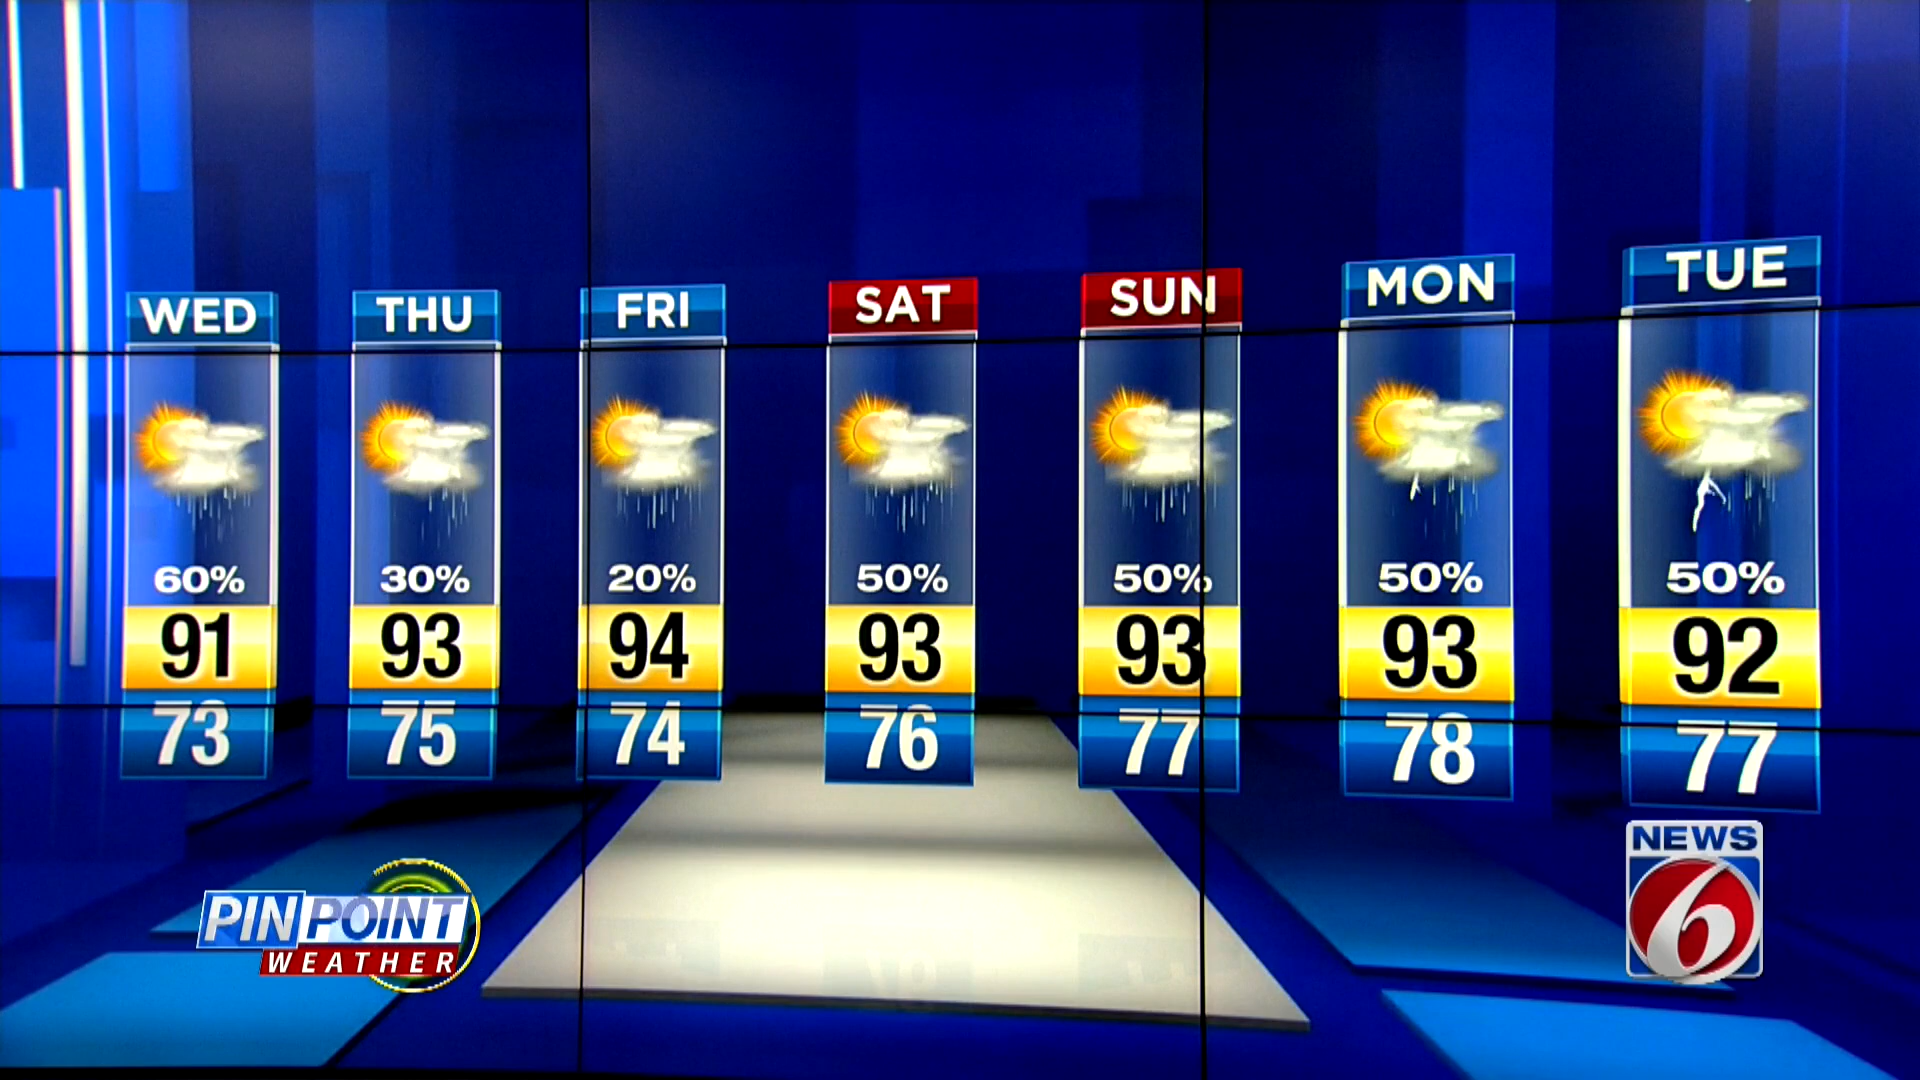 WED THU FRI SAT SUN MON TUE
60% 30% 20% 50% 50% 50% 50%
91 93 94 93 93 93 92
73 75 74 76 77 78 77
PINPOINT
WEATHER
NEWS
6